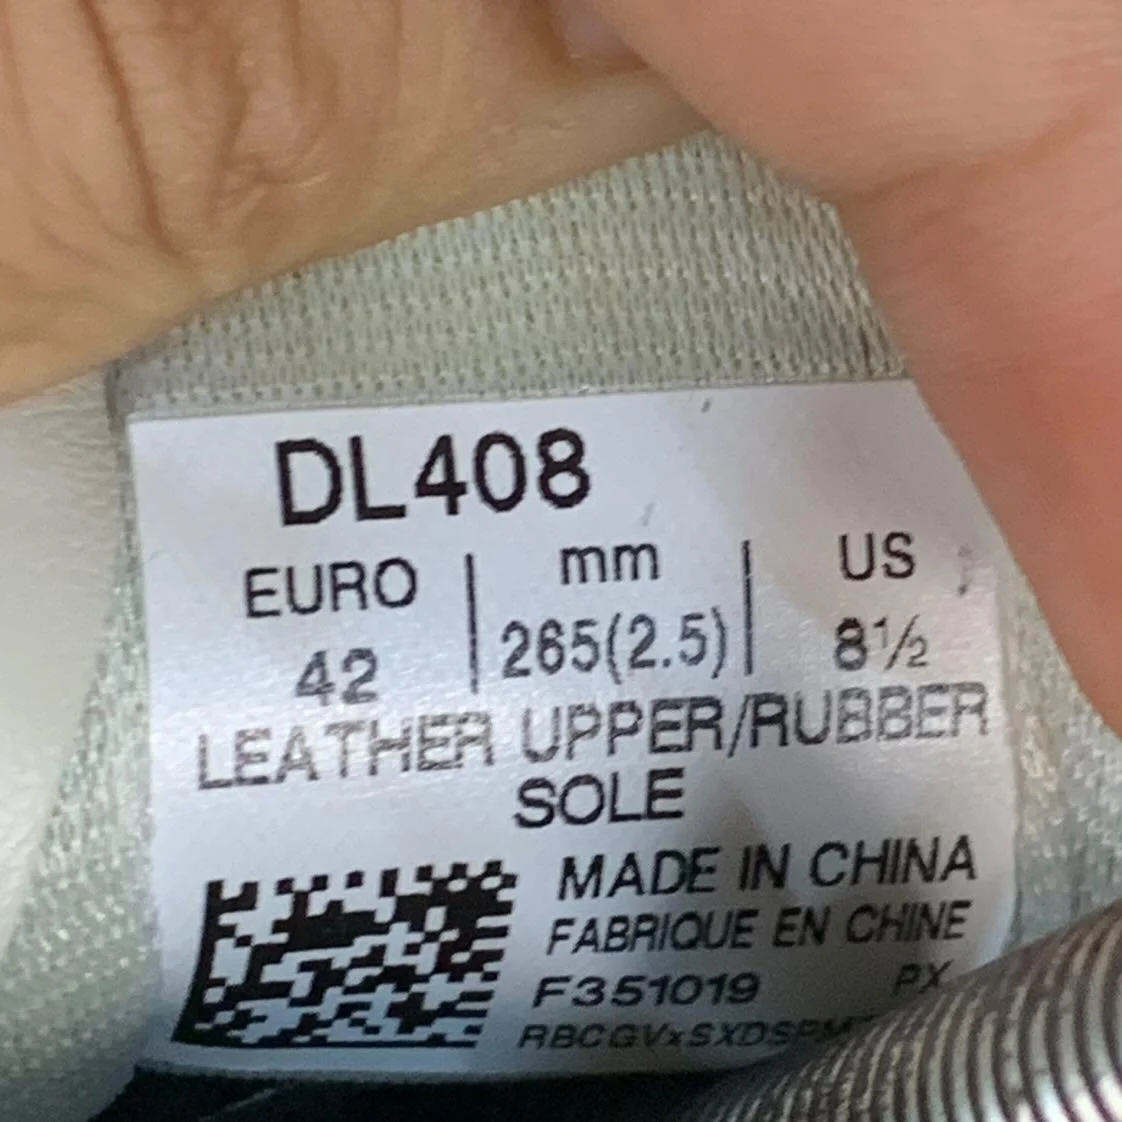 DL408
EURO | mm | US
42 | 265(2.5) | 8½
LEATHER UPPER/RUBBER
SOLE
MADE IN CHINA
FABRIQUE EN CHINE
F351019 PX